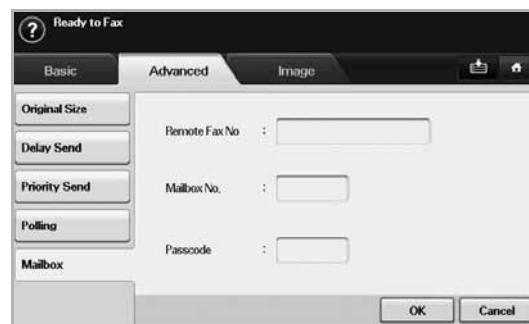 Ready to Fax
Basic
Advanced
Image
Original Size
Delay Send
Priority Send
Polling
Mailbox
Remote Fax No :
Mailbox No. :
Passcode :
OK
Cancel